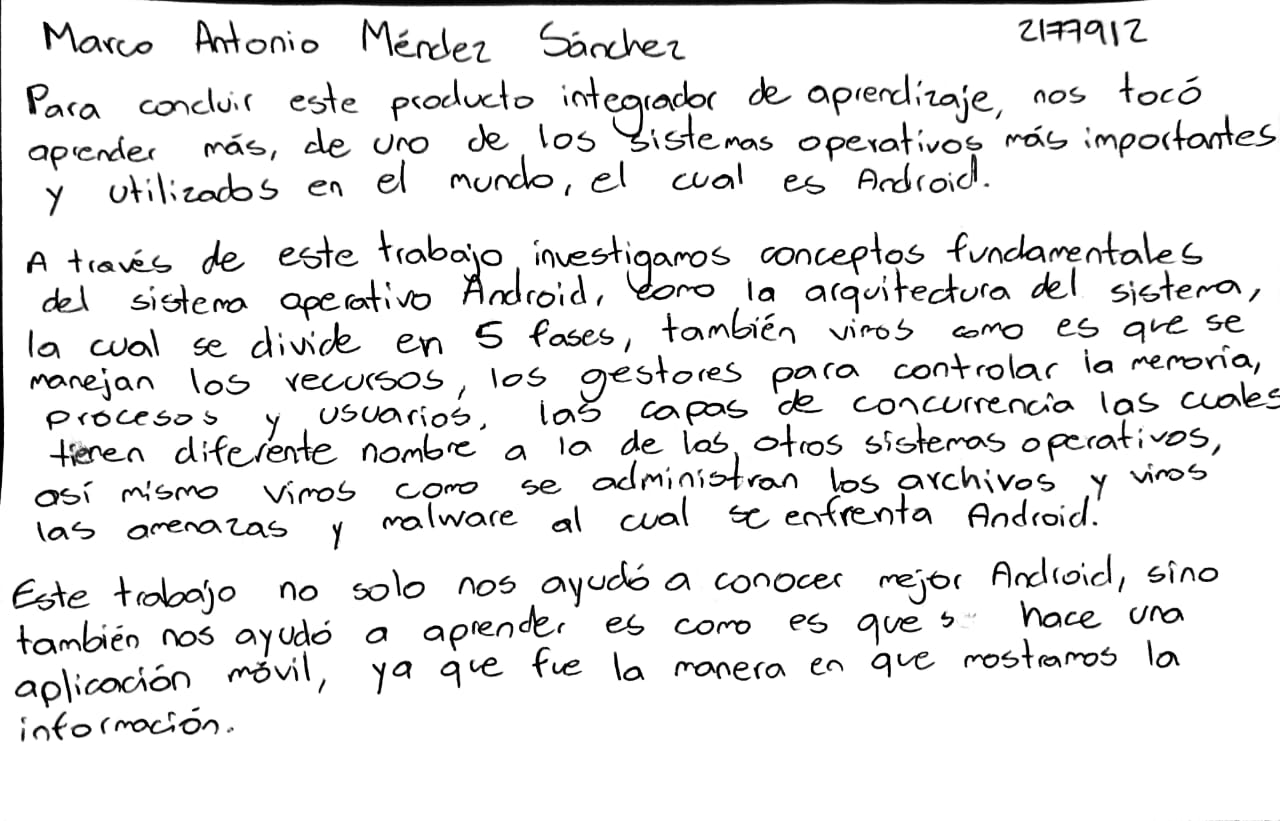 Marco Antonio Méndez Sánchez 2177912
Para concluir este producto integrador de aprendizaje, nos tocó
aprender más, de uno de los sistemas operativos más importantes
y utilizados en el mundo, el cual es Android.
A través de este trabajo investigamos conceptos fundamentales
del sistema operativo Android, como la arquitectura del sistema,
la cual se divide en 5 fases, también vimos como es que se
manejan los recursos, los gestores para controlar la memoria,
procesos y usuarios, las capas de concurrencia las cuales
tienen diferente nombre a la de los otros sistemas operativos,
así mismo vimos como se administran los archivos y vimos
las amenazas y malware al cual se enfrenta Android.
Este trabajo no solo nos ayudó a conocer mejor Android, sino
también nos ayudó a aprender es como es que s hace una
aplicación móvil, ya que fue la manera en que mostramos la
información.